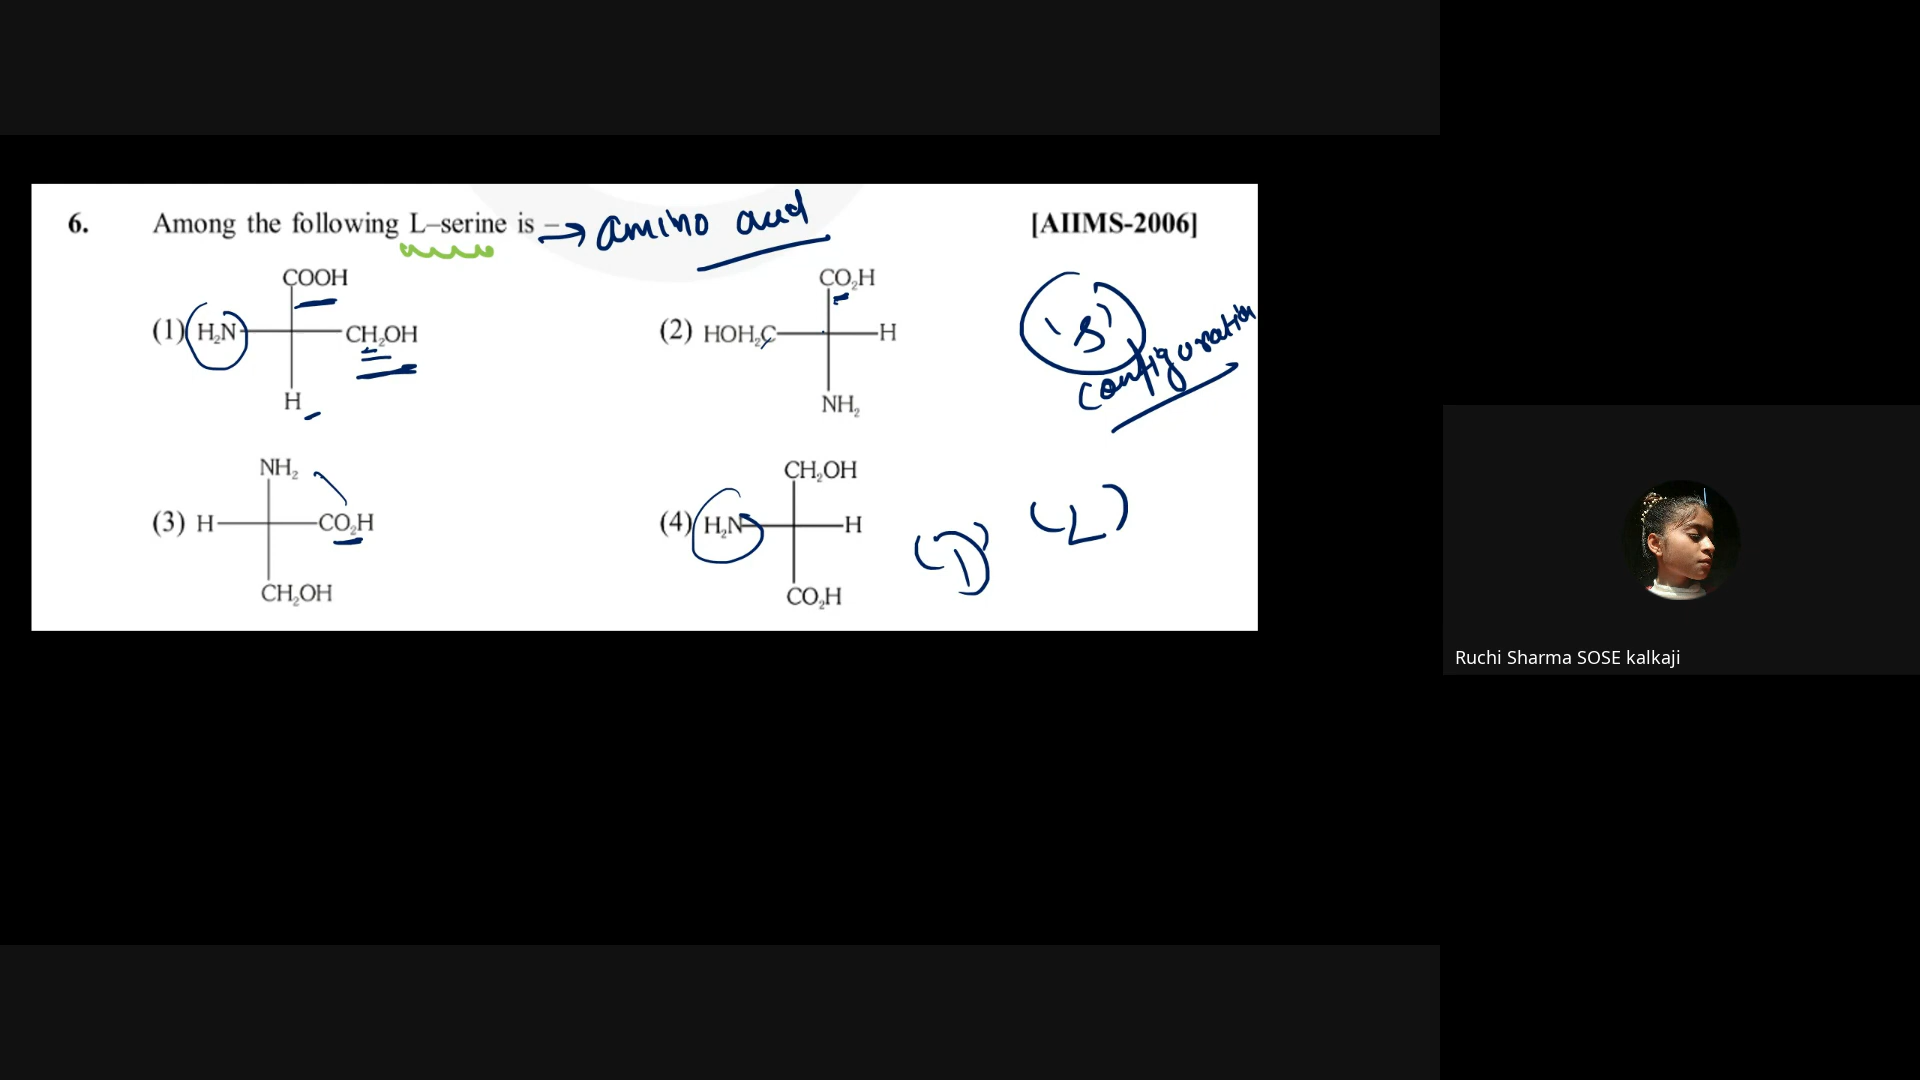 6. Among the following L–serine is – → amino acid [AIIMS-2006]
COOH
(1) H₂N CH₂OH
H
CO₂H
(2) HOH₂C H
NH₂
'S'
configuration
NH₂
(3) H CO₂H
CH₂OH
CH₂OH
(4) H₂N H
CO₂H
(D) (L)
Ruchi Sharma SOSE kalkaji